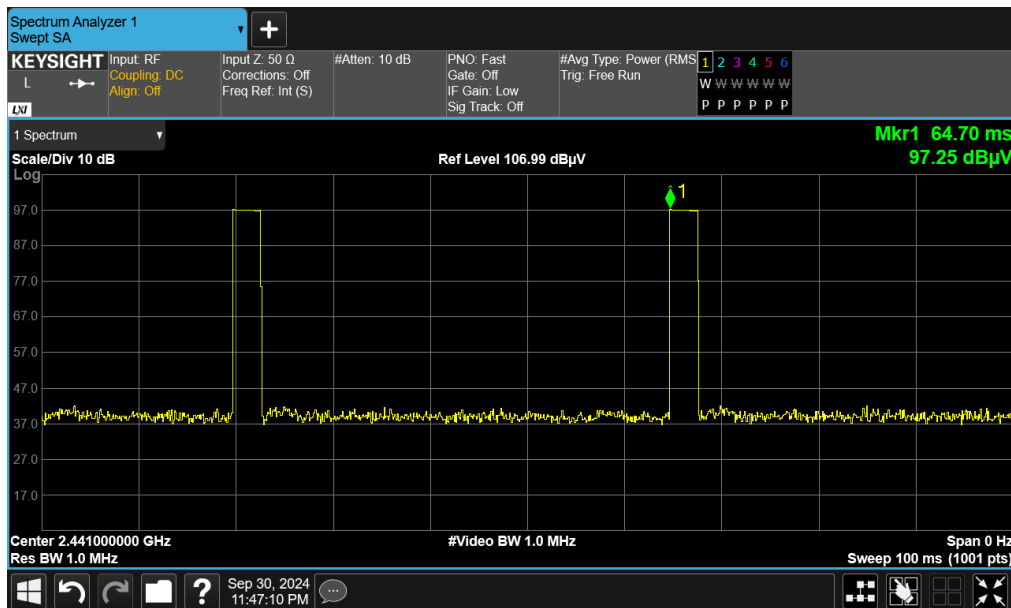 Spectrum Analyzer 1
Swept SA
+
KEYSIGHT
L
LXI
Input: RF
Coupling: DC
Align: Off
Input Z: 50 Ω
Corrections: Off
Freq Ref: Int (S)
#Atten: 10 dB
PNO: Fast
Gate: Off
IF Gain: Low
Sig Track: Off
#Avg Type: Power (RMS
Trig: Free Run
1 2 3 4 5 6
W W W W W W
P P P P P P
1 Spectrum
Scale/Div 10 dB
Log
Ref Level 106.99 dBµV
Mkr1 64.70 ms
97.25 dBµV
1
97.0
87.0
77.0
67.0
57.0
47.0
37.0
27.0
17.0
Center 2.441000000 GHz
Res BW 1.0 MHz
#Video BW 1.0 MHz
Span 0 Hz
Sweep 100 ms (1001 pts)
?
Sep 30, 2024
11:47:10 PM